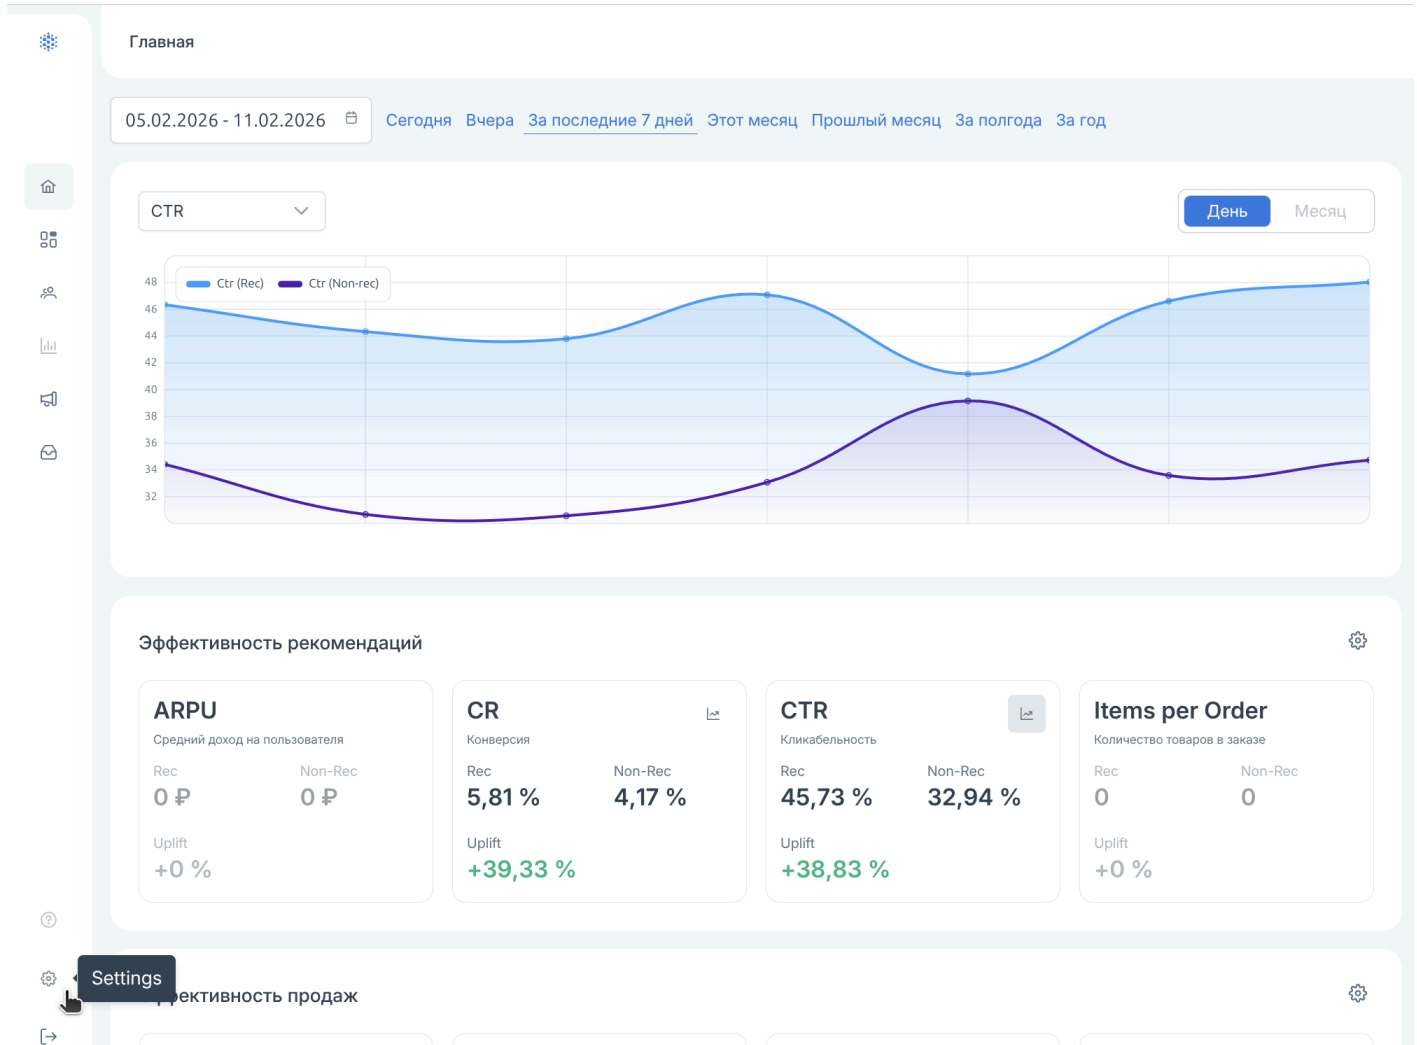 Главная
05.02.2026 - 11.02.2026
Сегодня Вчера За последние 7 дней Этот месяц Прошлый месяц За полгода За год
CTR
День Месяц
Ctr (Rec) Ctr (Non-rec)
48
46
44
42
40
38
36
34
32
Эффективность рекомендаций
ARPU
Средний доход на пользователя
Rec Non-Rec
0 ₽ 0 ₽
Uplift
+0 %
CR
Конверсия
Rec Non-Rec
5,81 % 4,17 %
Uplift
+39,33 %
CTR
Кликабельность
Rec Non-Rec
45,73 % 32,94 %
Uplift
+38,83 %
Items per Order
Количество товаров в заказе
Rec Non-Rec
0 0
Uplift
+0 %
Settings
продаж